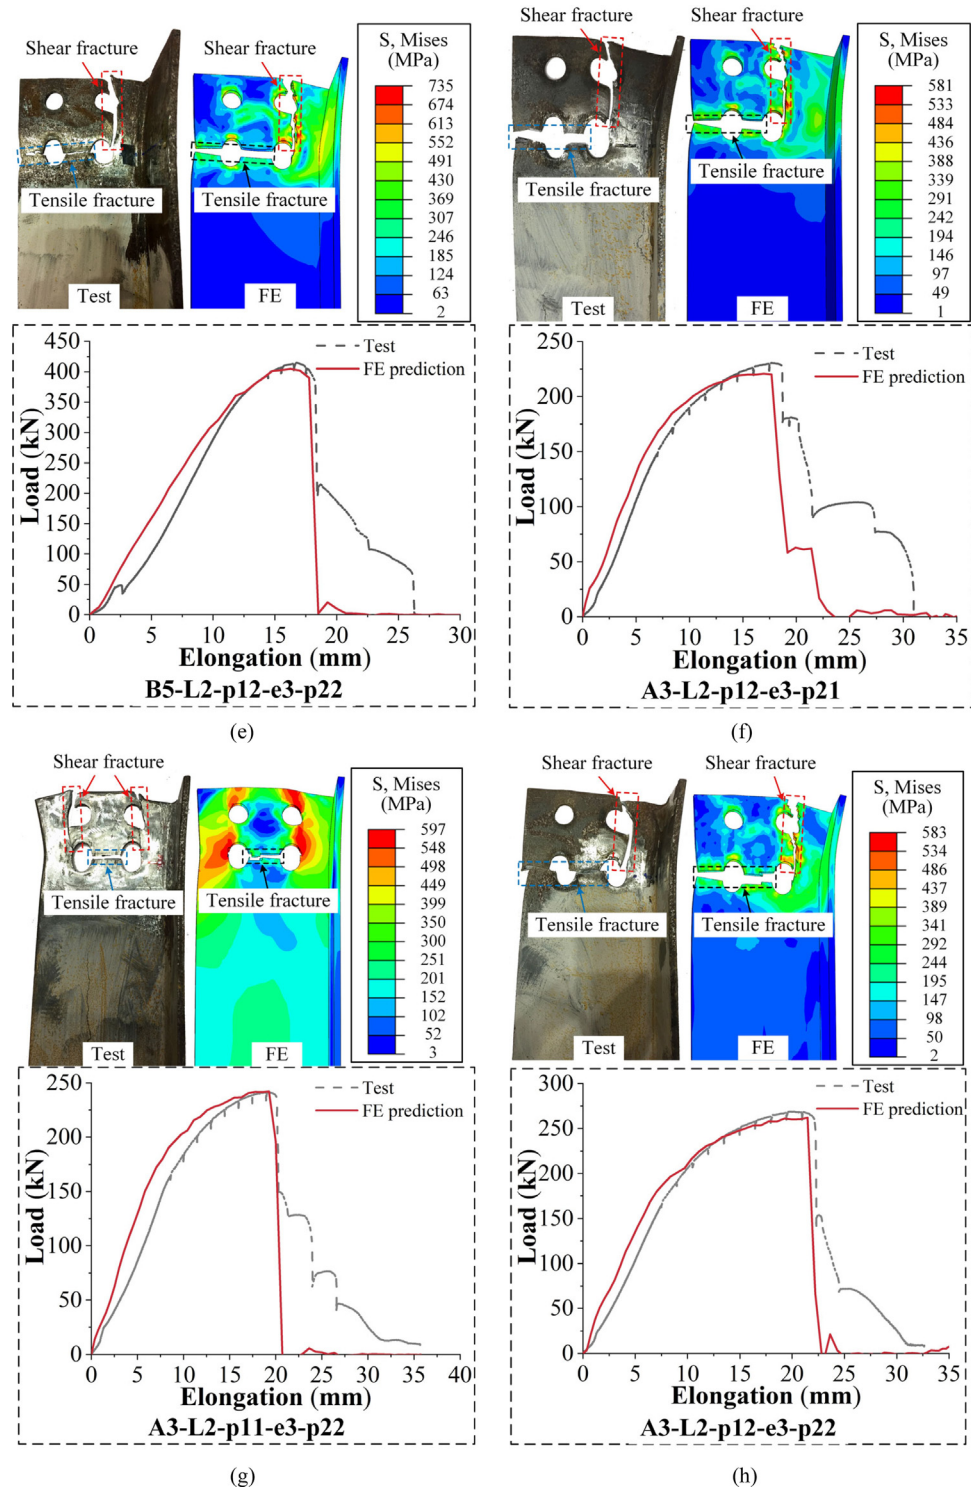 Shear fracture
S, Mises
(MPa)
735
674
613
552
491
430
369
307
246
185
124
63
2
Tensile fracture
Tensile fracture
Test
FE
450
400
350
300
250
200
150
100
50
0
Load (kN)
Test
FE prediction
0
5
10
15
20
25
30
Elongation (mm)
B5-L2-p12-e3-p22
(e)
Shear fracture
S, Mises
(MPa)
581
533
484
436
388
339
291
242
194
146
97
49
1
Tensile fracture
Tensile fracture
Test
FE
250
200
150
100
50
0
Load (kN)
Test
FE prediction
0
5
10
15
20
25
30
35
Elongation (mm)
A3-L2-p12-e3-p21
(f)
Shear fracture
S, Mises
(MPa)
597
548
498
449
399
350
300
251
201
152
102
52
3
Tensile fracture
Tensile fracture
Test
FE
250
200
150
100
50
0
Load (kN)
Test
FE prediction
0
5
10
15
20
25
30
35
40
Elongation (mm)
A3-L2-p11-e3-p22
(g)
Shear fracture
Shear fracture
S, Mises
(MPa)
583
534
486
437
389
341
292
244
195
147
98
50
2
Tensile fracture
Tensile fracture
Test
FE
300
250
200
150
100
50
0
Load (kN)
Test
FE prediction
0
5
10
15
20
25
30
35
Elongation (mm)
A3-L2-p12-e3-p22
(h)